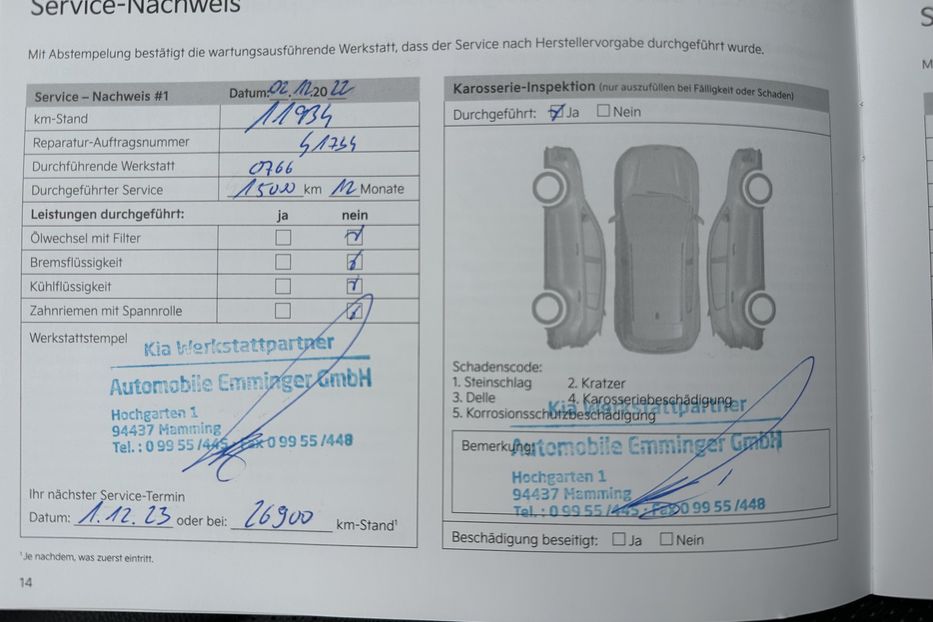 Service-Nachweis
Mit Abstempelung bestätigt die wartungsausführende Werkstatt, dass der Service nach Herstellervorgabe durchgeführt wurde.
Service – Nachweis #1 Datum: 02.12.2022
km-Stand 11934
Reparatur-Auftragsnummer 41734
Durchführende Werkstatt 0766
Durchgeführter Service 15000 km 12 Monate
Leistungen durchgeführt: ja nein
Ölwechsel mit Filter
Bremsflüssigkeit
Kühlflüssigkeit
Zahnriemen mit Spannrolle
Werkstattstempel
Kia Werkstattpartner
Automobile Emminger GmbH
Hochgarten 1
94437 Mamming
Tel.: 0 99 55 /445 · Fax 0 99 55 /448
Ihr nächster Service-Termin
Datum: 1.12.23 oder bei: 26900 km-Stand¹
¹Je nachdem, was zuerst eintritt.
14
Karosserie-Inspektion (nur auszufüllen bei Fälligkeit oder Schaden)
Durchgeführt: Ja Nein
Schadenscode:
1. Steinschlag 2. Kratzer
3. Delle 4. Karosseriebeschädigung
5. Korrosionsschutzbeschädigung
Kia Werkstattpartner
Bemerkung:
Automobile Emminger GmbH
Hochgarten 1
94437 Mamming
Tel.: 0 99 55 /445 · Fax 0 99 55 /448
Beschädigung beseitigt: Ja Nein
S
M